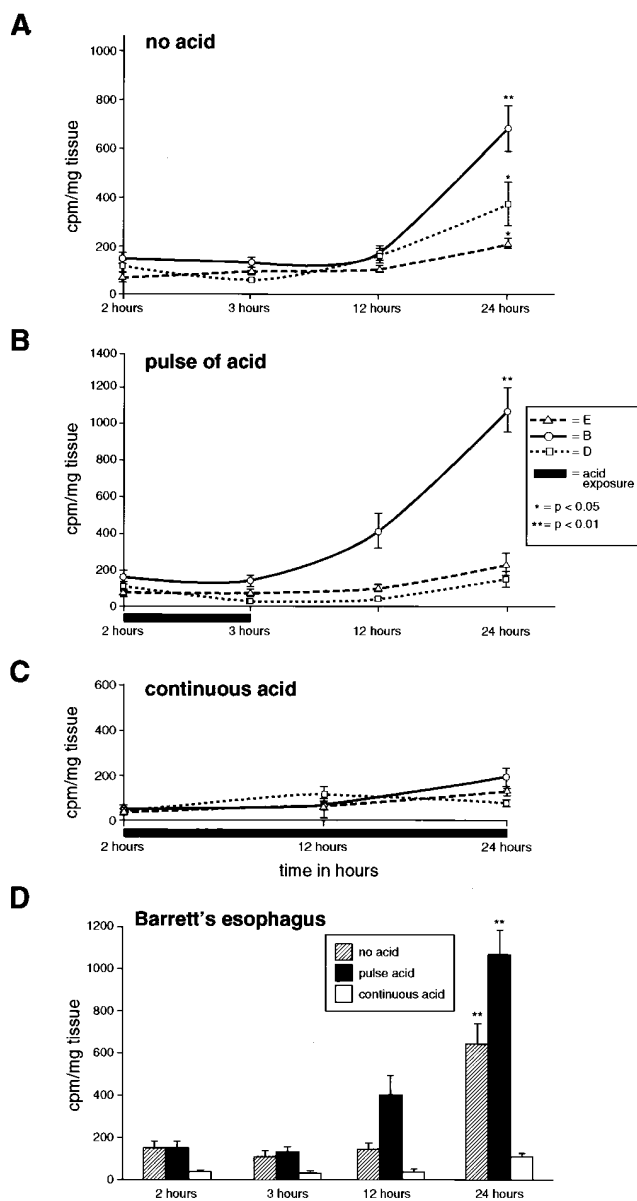 A
no acid
1000
800
600
400
200
0
cpm/mg tissue
**
*
*
2 hours 3 hours 12 hours 24 hours
B
pulse of acid
1400
1200
1000
800
600
400
200
0
cpm/mg tissue
**
= E
= B
= D
= acid
exposure
* = p < 0.05
**= p < 0.01
2 hours 3 hours 12 hours 24 hours
C
continuous acid
600
400
200
0
cpm/mg tissue
2 hours 12 hours 24 hours
time in hours
D
Barrett's esophagus
1200
1000
800
600
400
200
0
cpm/mg tissue
no acid
pulse acid
continuous acid
**
**
2 hours 3 hours 12 hours 24 hours